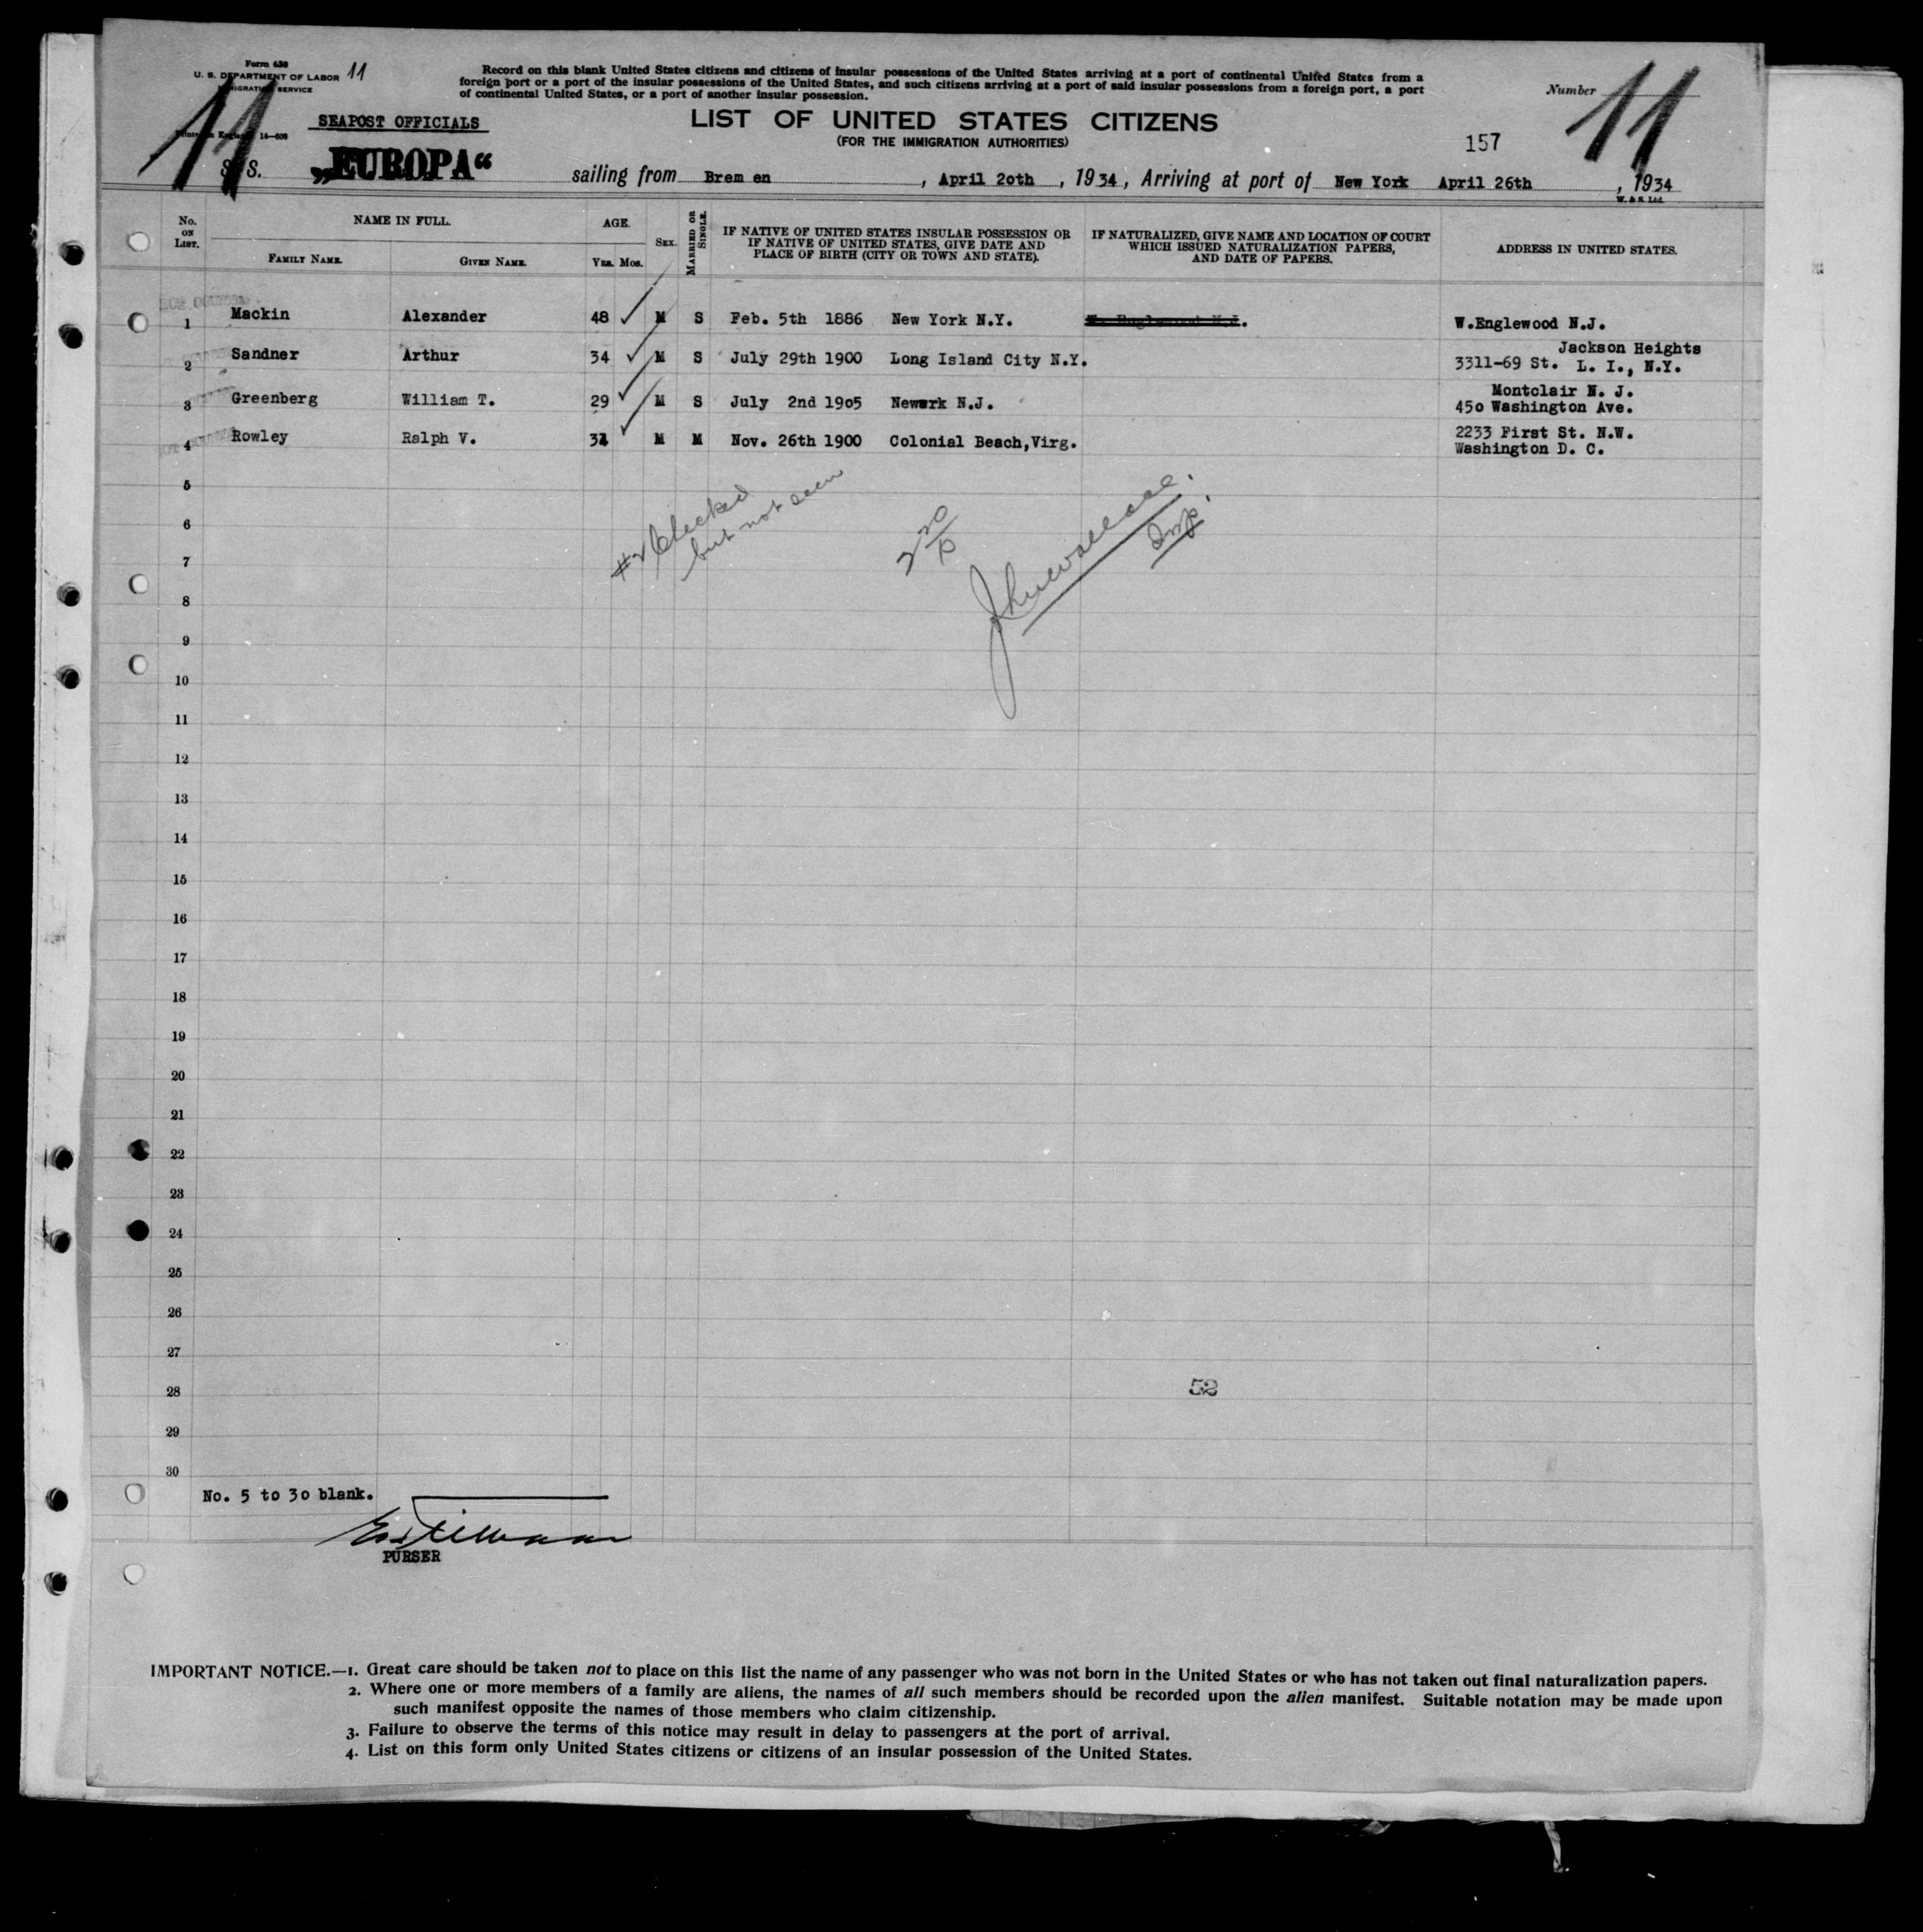 Form 630
U. S. DEPARTMENT OF LABOR 11
IMMIGRATION SERVICE
11
Printed in England 14—608
Record on this blank United States citizens and citizens of insular possessions of the United States arriving at a port of continental United States from a
foreign port or a port of the insular possessions of the United States, and such citizens arriving at a port of said insular possessions from a foreign port, a port
of continental United States, or a port of another insular possession.
Number 11
SEAPOST OFFICIALS
LIST OF UNITED STATES CITIZENS
(FOR THE IMMIGRATION AUTHORITIES)
157
S. S. „EUROPA“ sailing from Brem en, April 2oth, 1934, Arriving at port of New York April 26th, 1934
W. & S. Ltd.
No. ON LIST. NAME IN FULL. AGE. SEX. MARRIED OR SINGLE. IF NATIVE OF UNITED STATES INSULAR POSSESSION OR IF NATIVE OF UNITED STATES, GIVE DATE AND PLACE OF BIRTH (CITY OR TOWN AND STATE). IF NATURALIZED, GIVE NAME AND LOCATION OF COURT WHICH ISSUED NATURALIZATION PAPERS, AND DATE OF PAPERS. ADDRESS IN UNITED STATES.
FAMILY NAME. GIVEN NAME. YRS. MOS.
1 Mackin Alexander 48 M S Feb. 5th 1886 New York N.Y. W. Englewood N.J. W.Englewood N.J.
2 Sandner Arthur 34 M S July 29th 1900 Long Island City N.Y. Jackson Heights
3311-69 St. L. I., N.Y.
3 Greenberg William T. 29 M S July 2nd 19o5 Newark N.J. Montclair N. J.
45o Washington Ave.
4 Rowley Ralph V. M M Nov. 26th 1900 Colonial Beach,Virg. 2233 First St. N.W.
Washington D. C.
#2 Checked
but not seen
Insp.
5
6
7
8
9
10
11
12
13
14
15
16
17
18
19
20
21
22
23
24
25
26
27
28 52
29
30
No. 5 to 3o blank.
PURSER
IMPORTANT NOTICE.—1. Great care should be taken not to place on this list the name of any passenger who was not born in the United States or who has not taken out final naturalization papers.
2. Where one or more members of a family are aliens, the names of all such members should be recorded upon the alien manifest. Suitable notation may be made upon
such manifest opposite the names of those members who claim citizenship.
3. Failure to observe the terms of this notice may result in delay to passengers at the port of arrival.
4. List on this form only United States citizens or citizens of an insular possession of the United States.